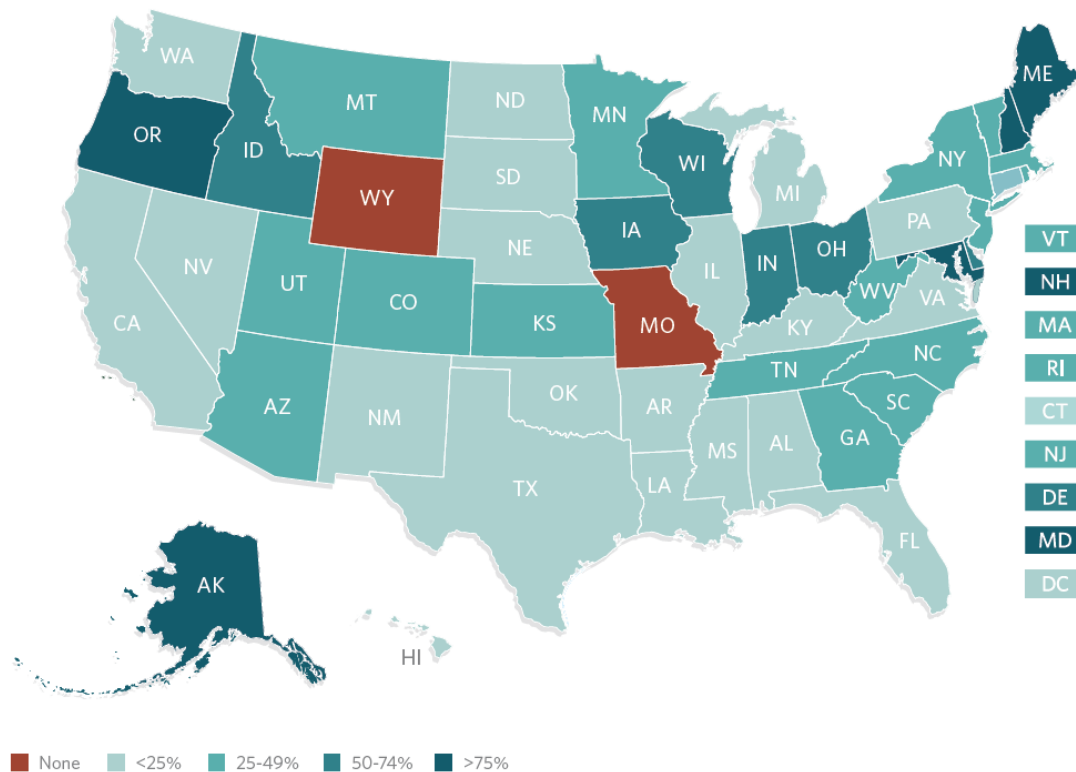 WA
ME
MT
ND
MN
OR
ID
WI
NY
SD
MI
WY
PA
IA
NE
OH
IN
IL
NV
UT
WV
VA
CO
CA
KS
MO
KY
NC
TN
OK
AZ
NM
AR
SC
GA
MS
AL
LA
TX
FL
VT
NH
MA
RI
CT
NJ
DE
MD
DC
AK
HI
None <25% 25-49% 50-74% >75%